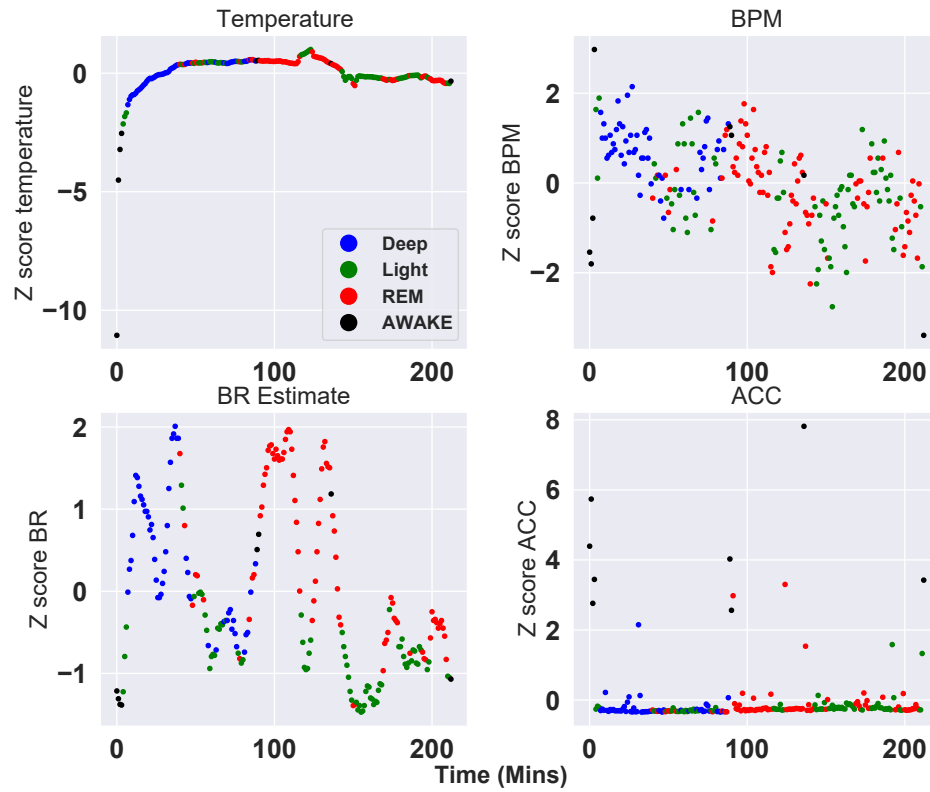 Temperature
BPM
Z score temperature
0
−5
−10
0
100
200
Deep
Light
REM
AWAKE
Z score BPM
2
0
−2
0
100
200
BR Estimate
ACC
Z score BR
2
1
0
−1
0
100
200
Z score ACC
8
6
4
2
0
0
100
200
Time (Mins)